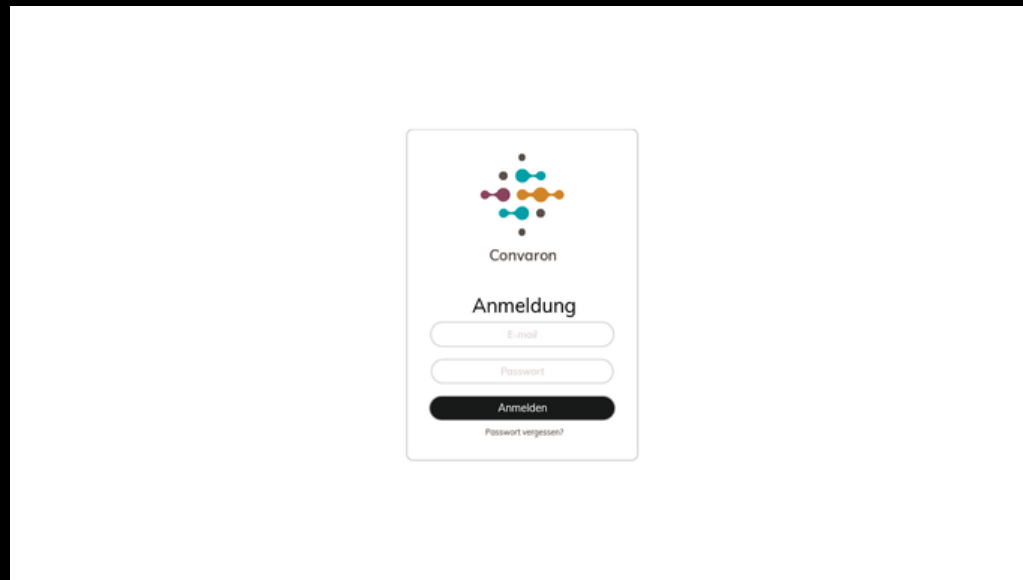 Convaron
Anmeldung
E-mail
Passwort
Anmelden
Passwort vergessen?